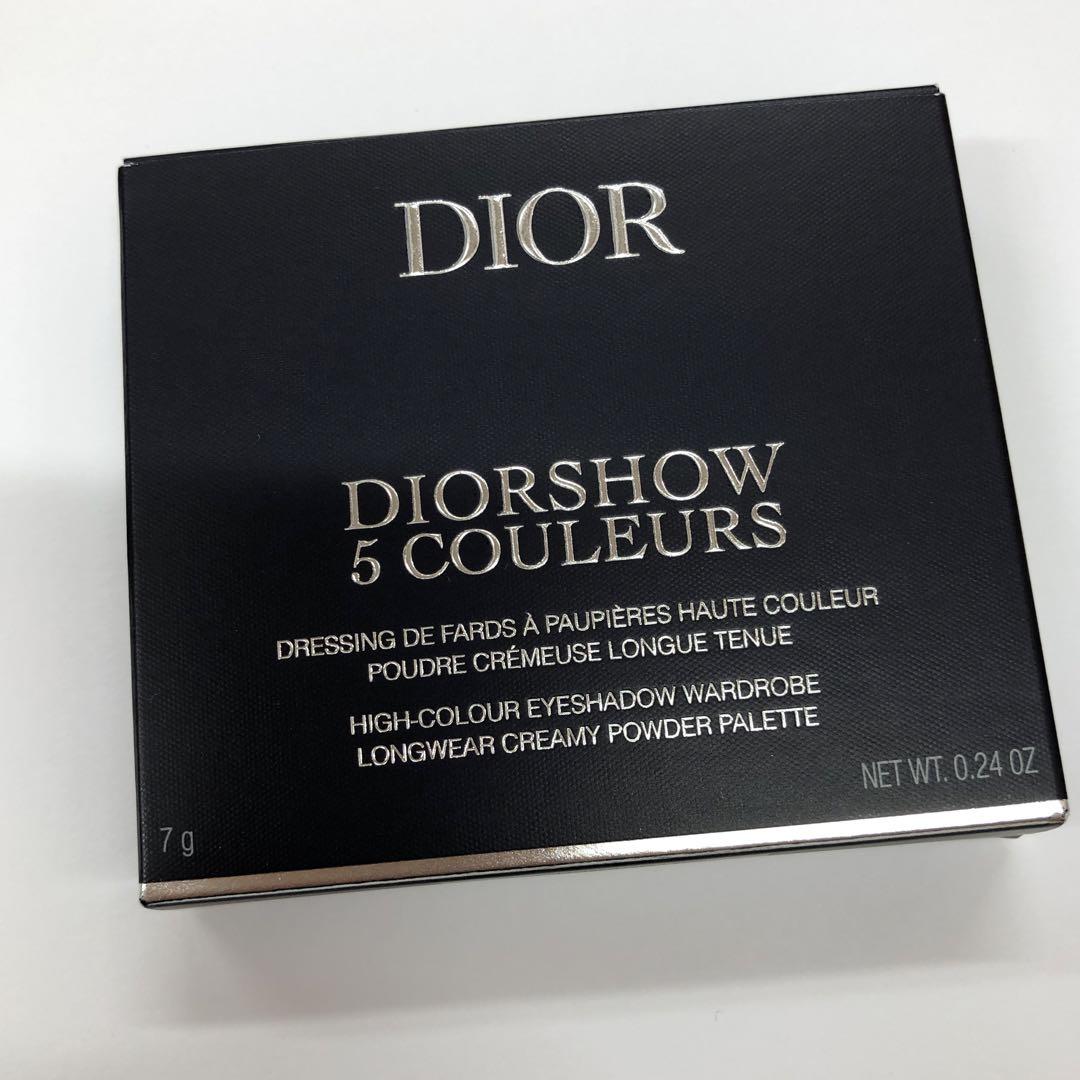 DIOR
DIORSHOW
5 COULEURS
DRESSING DE FARDS À PAUPIÈRES HAUTE COULEUR
POUDRE CRÉMEUSE LONGUE TENUE
HIGH-COLOUR EYESHADOW WARDROBE
LONGWEAR CREAMY POWDER PALETTE
7 g
NET WT. 0.24 OZ